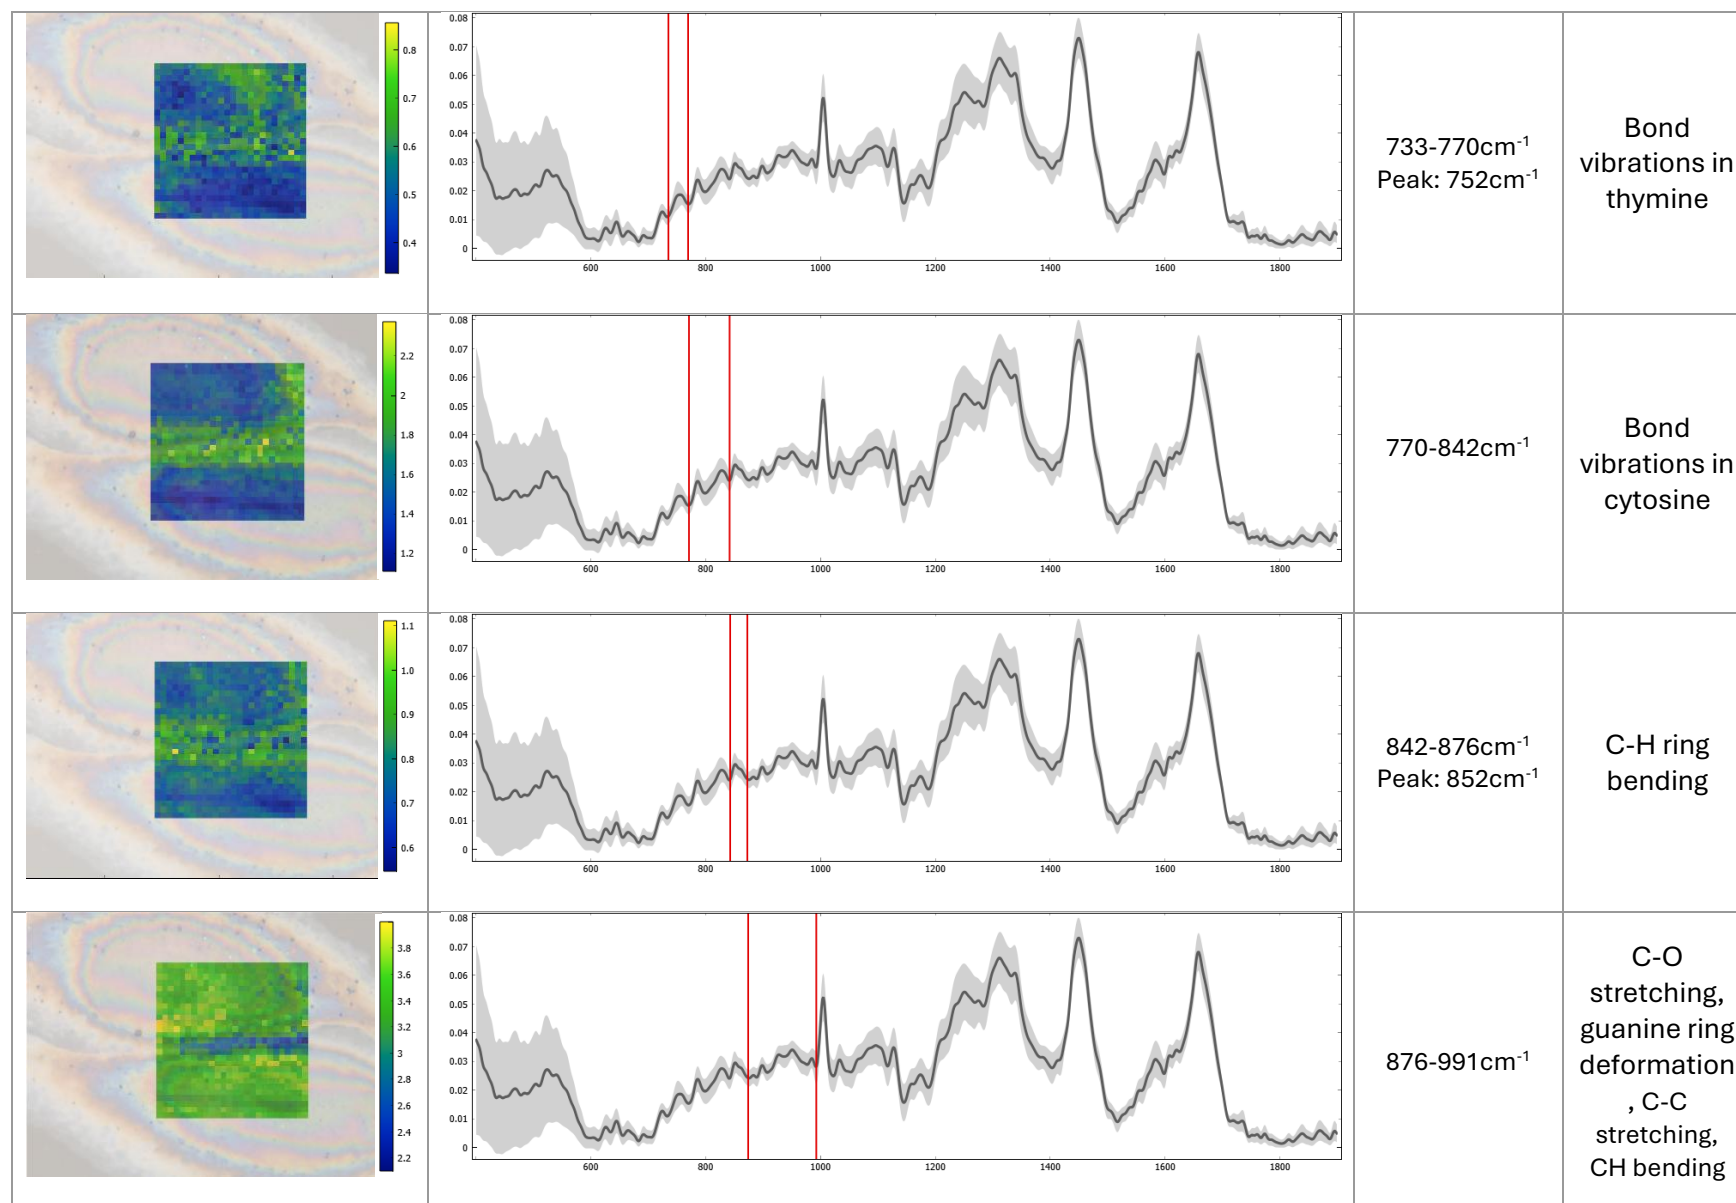 0.8
0.7
0.6
0.5
0.4
0.08
0.07
0.06
0.05
0.04
0.03
0.02
0.01
0
600 800 1000 1200 1400 1600 1800
733-770cm⁻¹
Peak: 752cm⁻¹
Bond
vibrations in
thymine
2.2
2
1.8
1.6
1.4
1.2
0.08
0.07
0.06
0.05
0.04
0.03
0.02
0.01
0
600 800 1000 1200 1400 1600 1800
770-842cm⁻¹
Bond
vibrations in
cytosine
1.1
1.0
0.9
0.8
0.7
0.6
0.08
0.07
0.06
0.05
0.04
0.03
0.02
0.01
0
600 800 1000 1200 1400 1600 1800
842-876cm⁻¹
Peak: 852cm⁻¹
C-H ring
bending
3.8
3.6
3.4
3.2
3
2.8
2.6
2.4
2.2
0.08
0.07
0.06
0.05
0.04
0.03
0.02
0.01
0
600 800 1000 1200 1400 1600 1800
876-991cm⁻¹
C-O
stretching,
guanine ring
deformation
, C-C
stretching,
CH bending